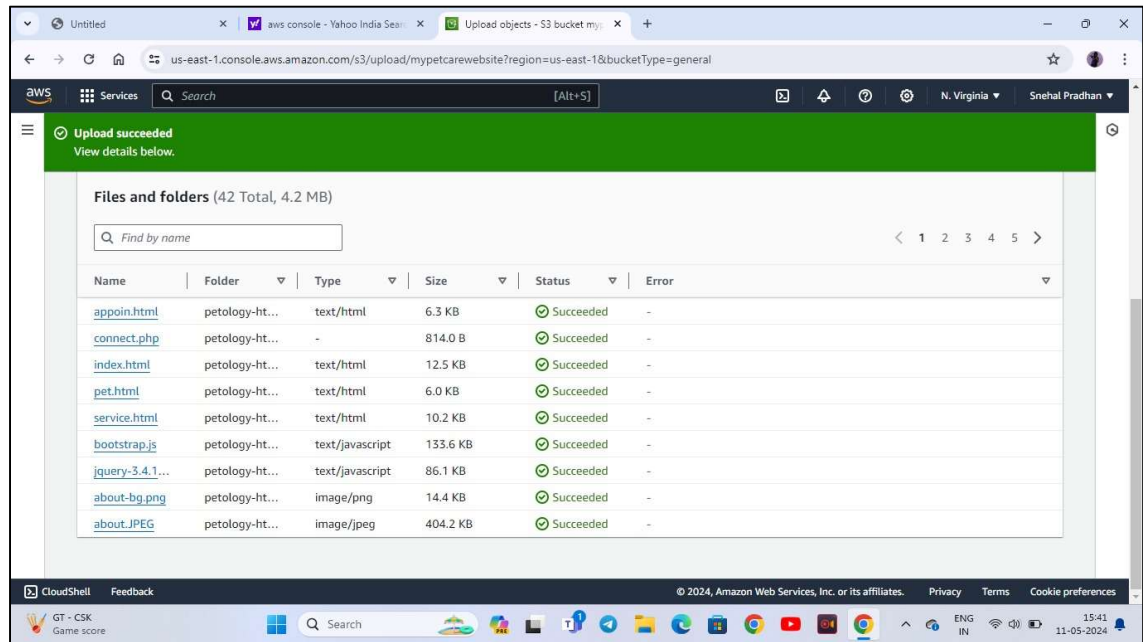 Untitled
aws console - Yahoo India Sear
Upload objects - S3 bucket my
us-east-1.console.aws.amazon.com/s3/upload/mypetcarewebsite?region=us-east-1&bucketType=general
aws Services Search [Alt+S] N. Virginia Snehal Pradhan
Upload succeeded
View details below.
Files and folders (42 Total, 4.2 MB)
Find by name
1 2 3 4 5
Name Folder Type Size Status Error
appoin.html petology-ht... text/html 6.3 KB Succeeded -
connect.php petology-ht... - 814.0 B Succeeded -
index.html petology-ht... text/html 12.5 KB Succeeded -
pet.html petology-ht... text/html 6.0 KB Succeeded -
service.html petology-ht... text/html 10.2 KB Succeeded -
bootstrap.js petology-ht... text/javascript 133.6 KB Succeeded -
jquery-3.4.1... petology-ht... text/javascript 86.1 KB Succeeded -
about-bg.png petology-ht... image/png 14.4 KB Succeeded -
about.JPEG petology-ht... image/jpeg 404.2 KB Succeeded -
CloudShell Feedback © 2024, Amazon Web Services, Inc. or its affiliates. Privacy Terms Cookie preferences
GT - CSK
Game score
Search
ENG
IN
15:41
11-05-2024